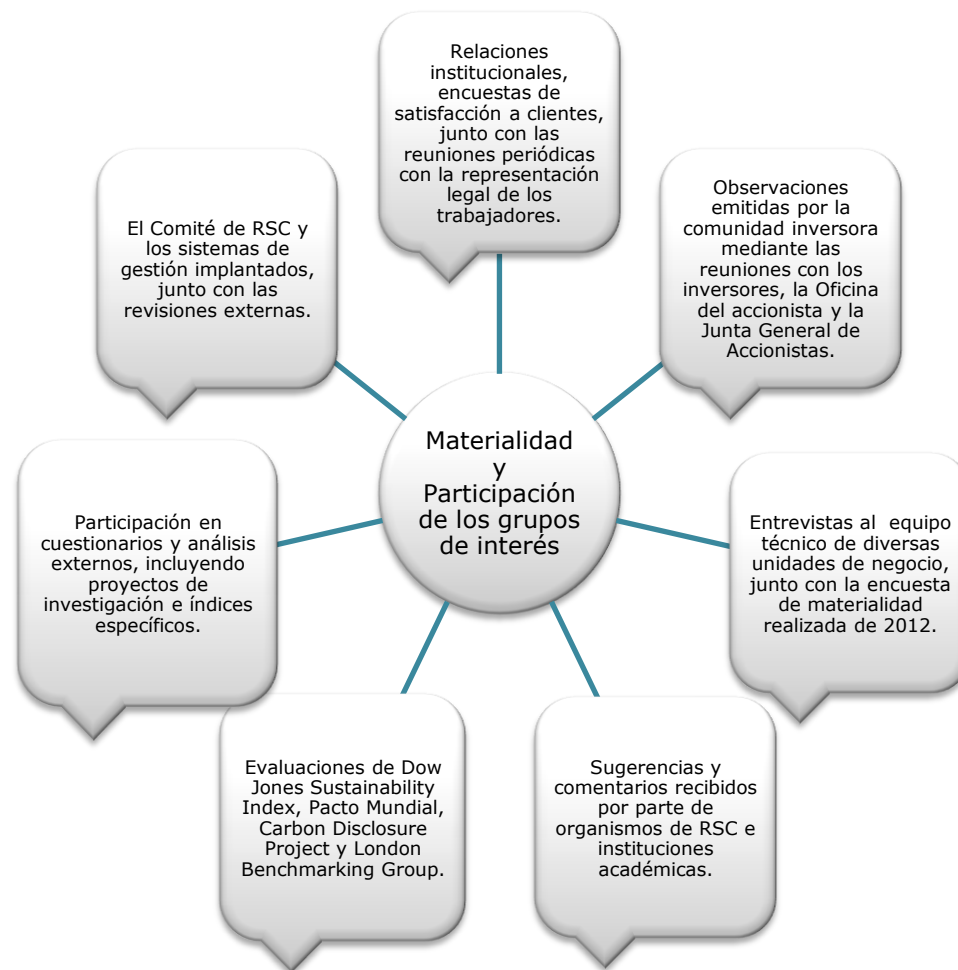 Relaciones
institucionales,
encuestas de
satisfacción a clientes,
junto con las
reuniones periódicas
con la representación
legal de los
trabajadores.
El Comité de RSC y
los sistemas de
gestión implantados,
junto con las
revisiones externas.
Observaciones
emitidas por la
comunidad inversora
mediante las
reuniones con los
inversores, la Oficina
del accionista y la
Junta General de
Accionistas.
Materialidad
y
Participación
de los grupos
de interés
Participación en
cuestionarios y análisis
externos, incluyendo
proyectos de
investigación e índices
específicos.
Entrevistas al equipo
técnico de diversas
unidades de negocio,
junto con la encuesta
de materialidad
realizada de 2012.
Evaluaciones de Dow
Jones Sustainability
Index, Pacto Mundial,
Carbon Disclosure
Project y London
Benchmarking Group.
Sugerencias y
comentarios recibidos
por parte de
organismos de RSC e
instituciones
académicas.